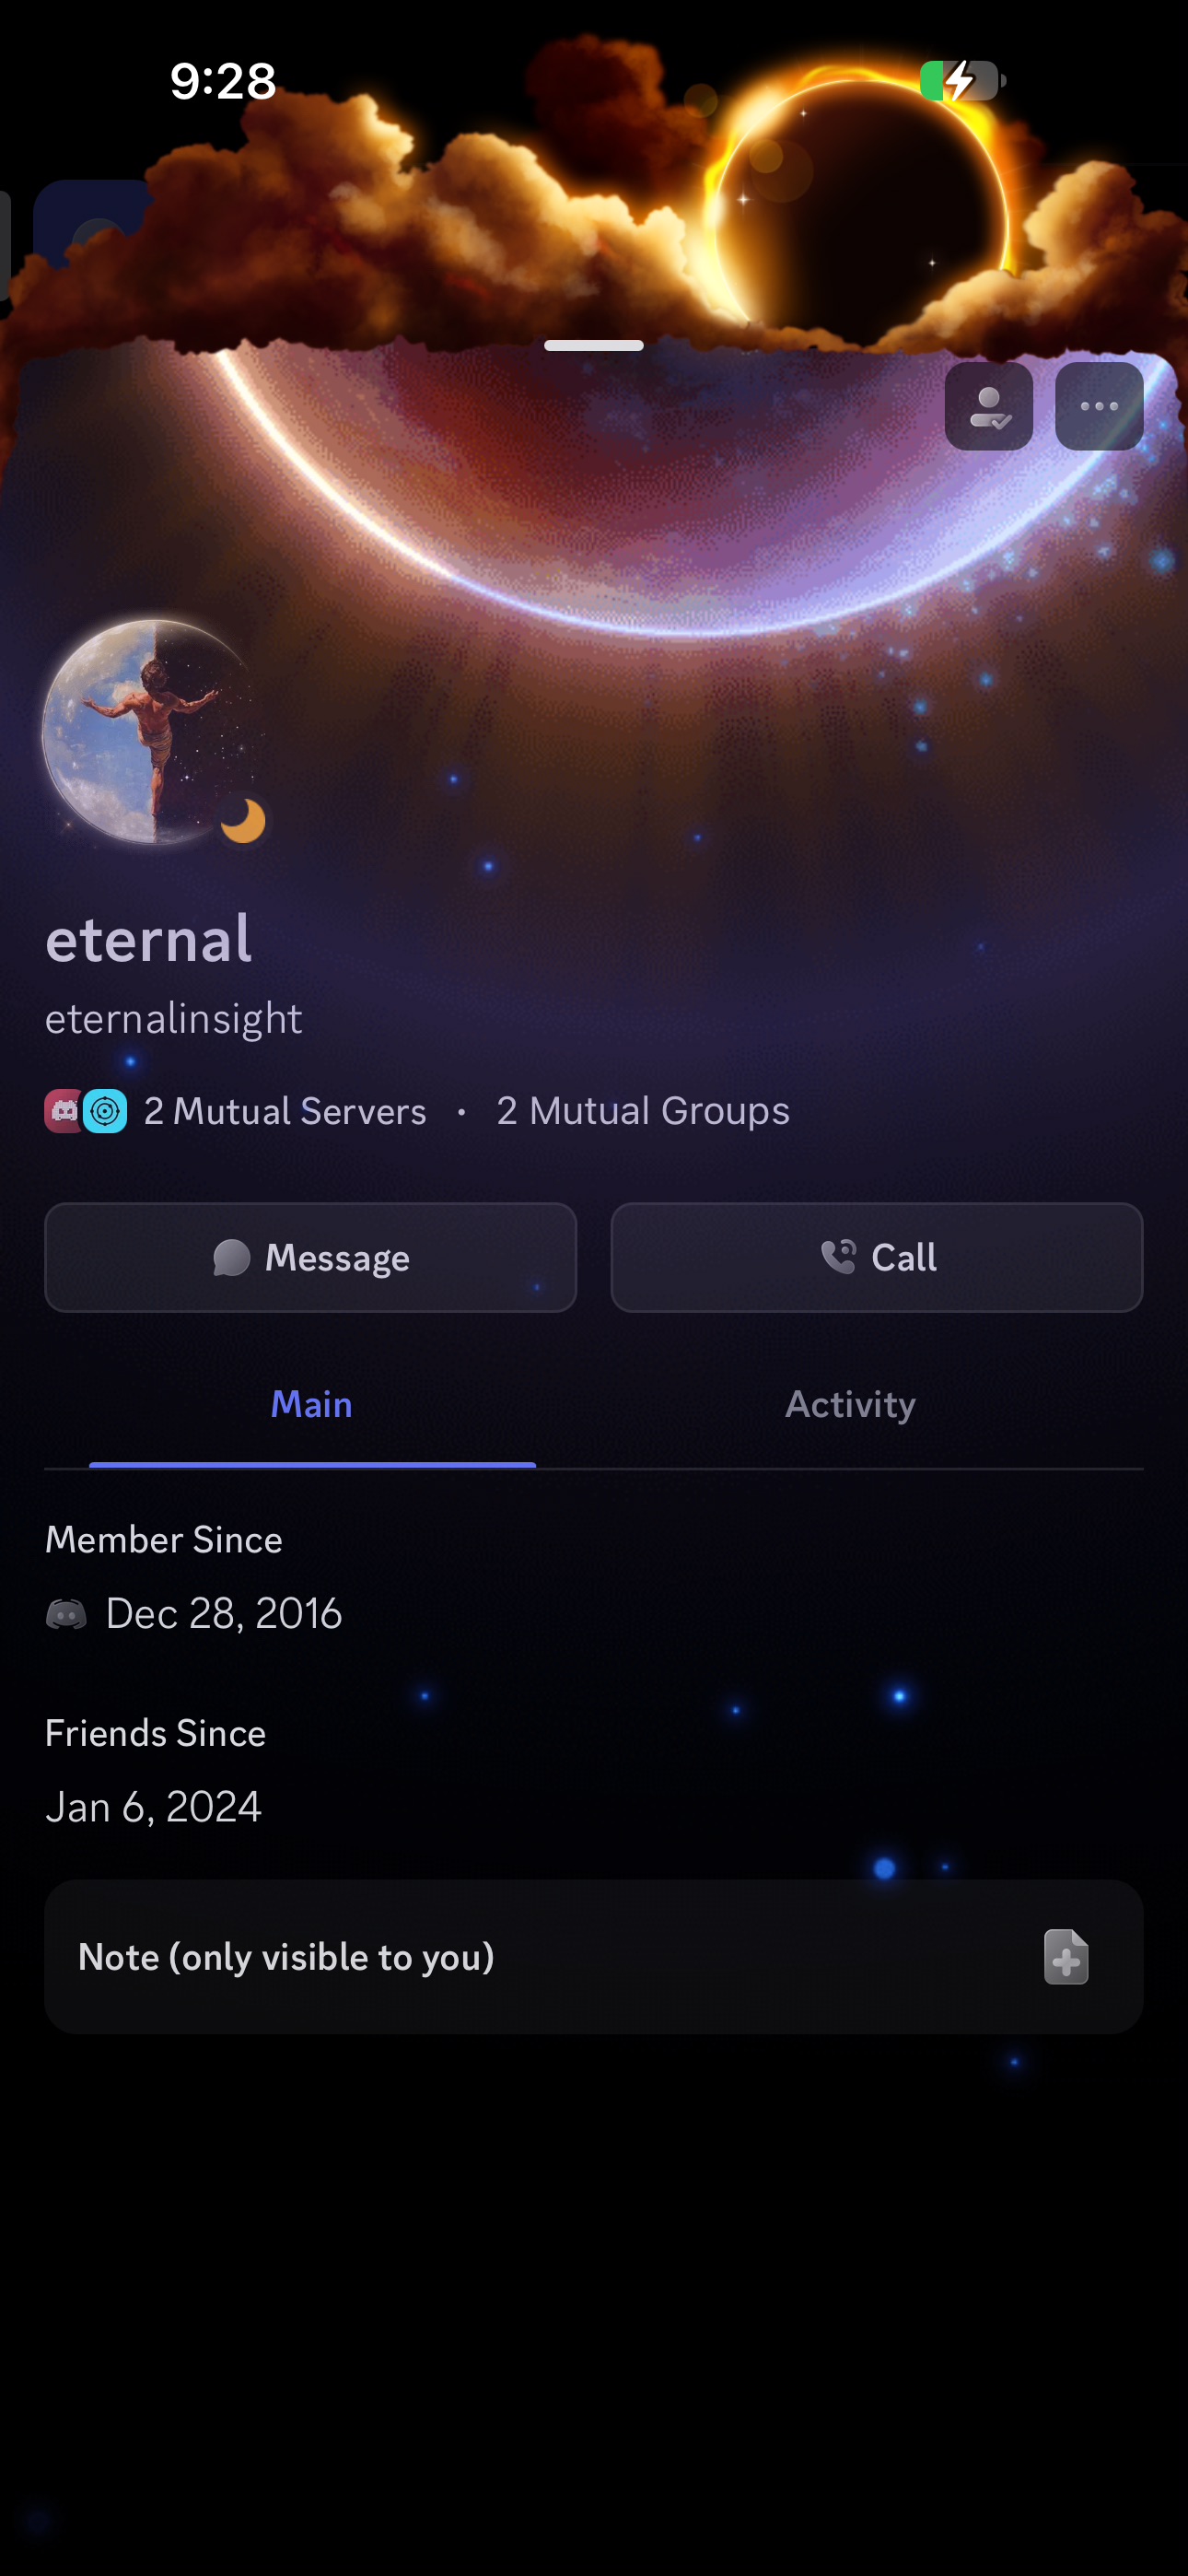 9:28
eternal
eternalinsight
2 Mutual Servers • 2 Mutual Groups
Message
Call
Main
Activity
Member Since
Dec 28, 2016
Friends Since
Jan 6, 2024
Note (only visible to you)